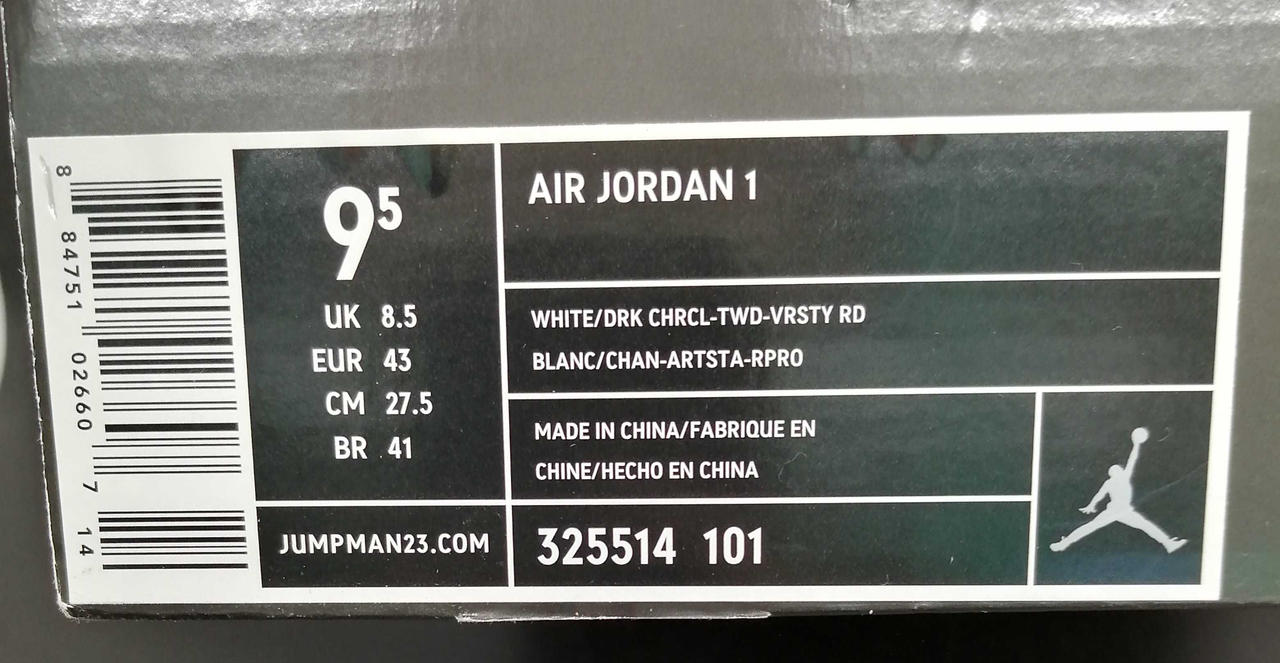 8 84751 02660 7 14
9 5
UK 8.5
EUR 43
CM 27.5
BR 41
JUMPMAN23.COM
AIR JORDAN 1
WHITE/DRK CHRCL-TWD-VRSTY RD
BLANC/CHAN-ARTSTA-RPRO
MADE IN CHINA/FABRIQUE EN
CHINE/HECHO EN CHINA
325514 101